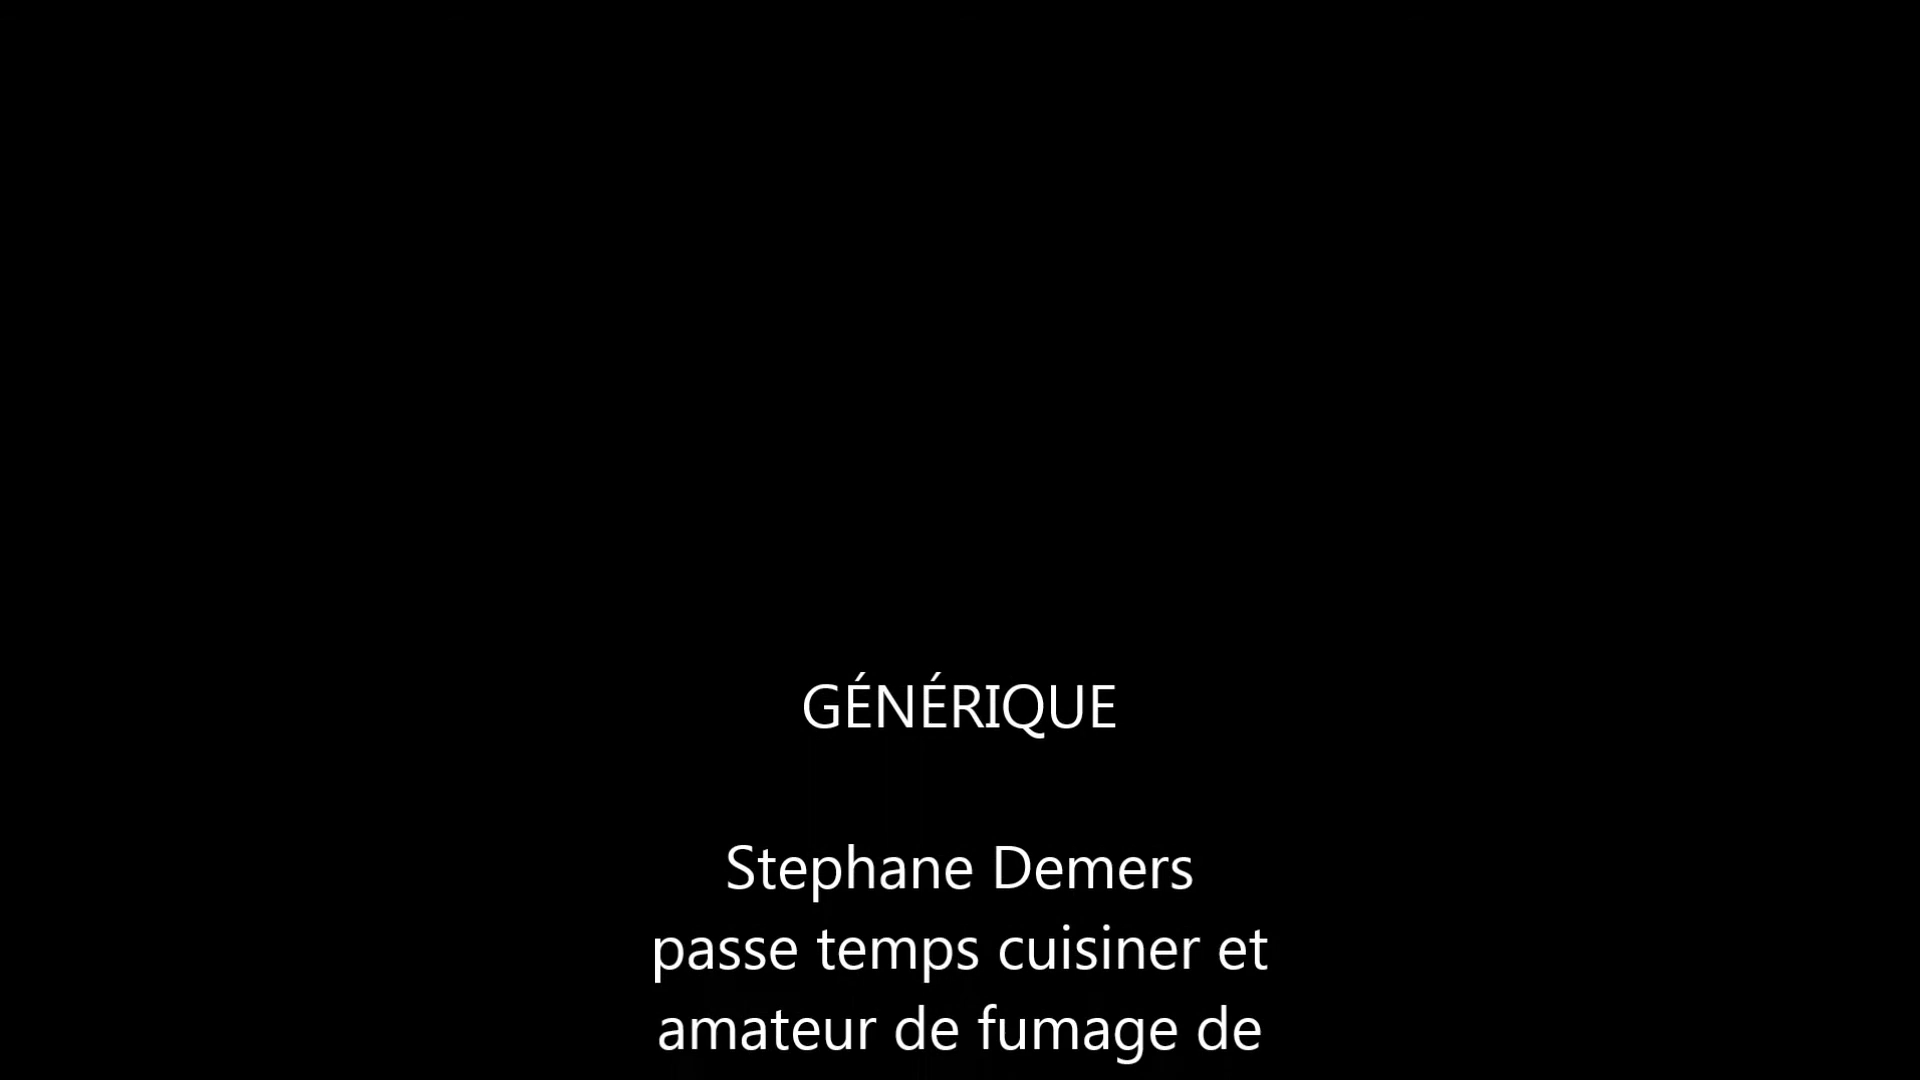 GÉNÉRIQUE
Stephane Demers
passe temps cuisiner et
amateur de fumage de